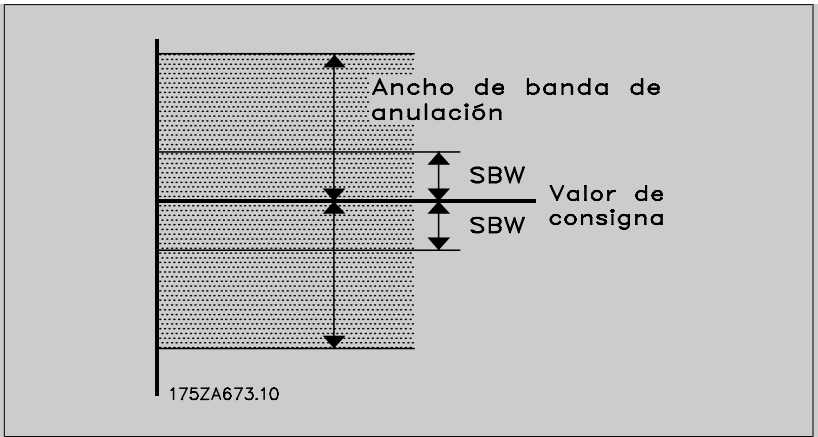 Ancho de banda de
anulación
SBW
Valor de
consigna
SBW
175ZA673.10